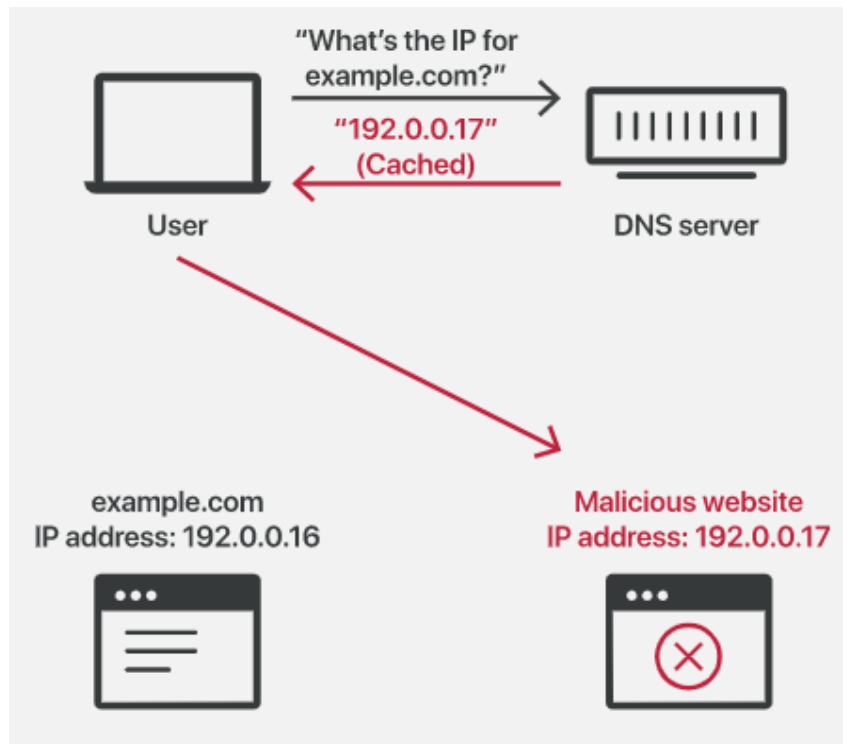 “What’s the IP for
example.com?”
“192.0.0.17”
(Cached)
User
DNS server
example.com
IP address: 192.0.0.16
Malicious website
IP address: 192.0.0.17